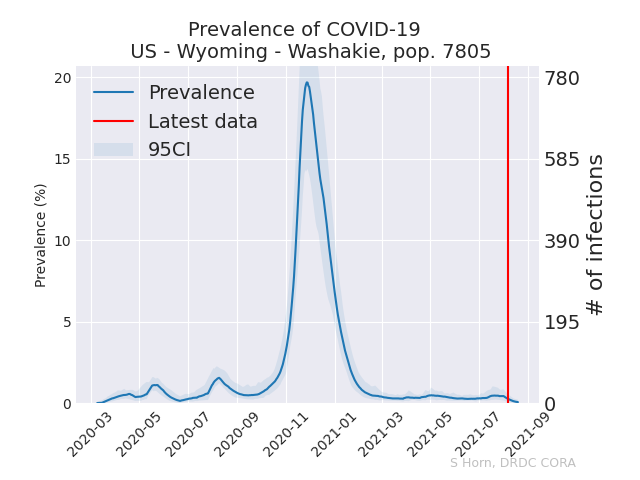 Prevalence of COVID-19
US - Wyoming - Washakie, pop. 7805
Prevalence
Latest data
95CI
Prevalence (%)
20
15
10
5
0
780
585
390
195
0
# of infections
2020-03
2020-05
2020-07
2020-09
2020-11
2021-01
2021-03
2021-05
2021-07
2021-09
S Horn, DRDC CORA